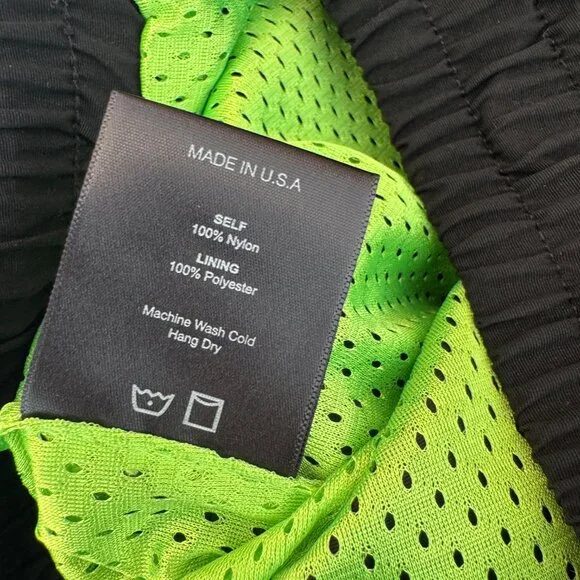 MADE IN U.S.A
SELF
100% Nylon
LINING
100% Polyester
Machine Wash Cold
Hang Dry